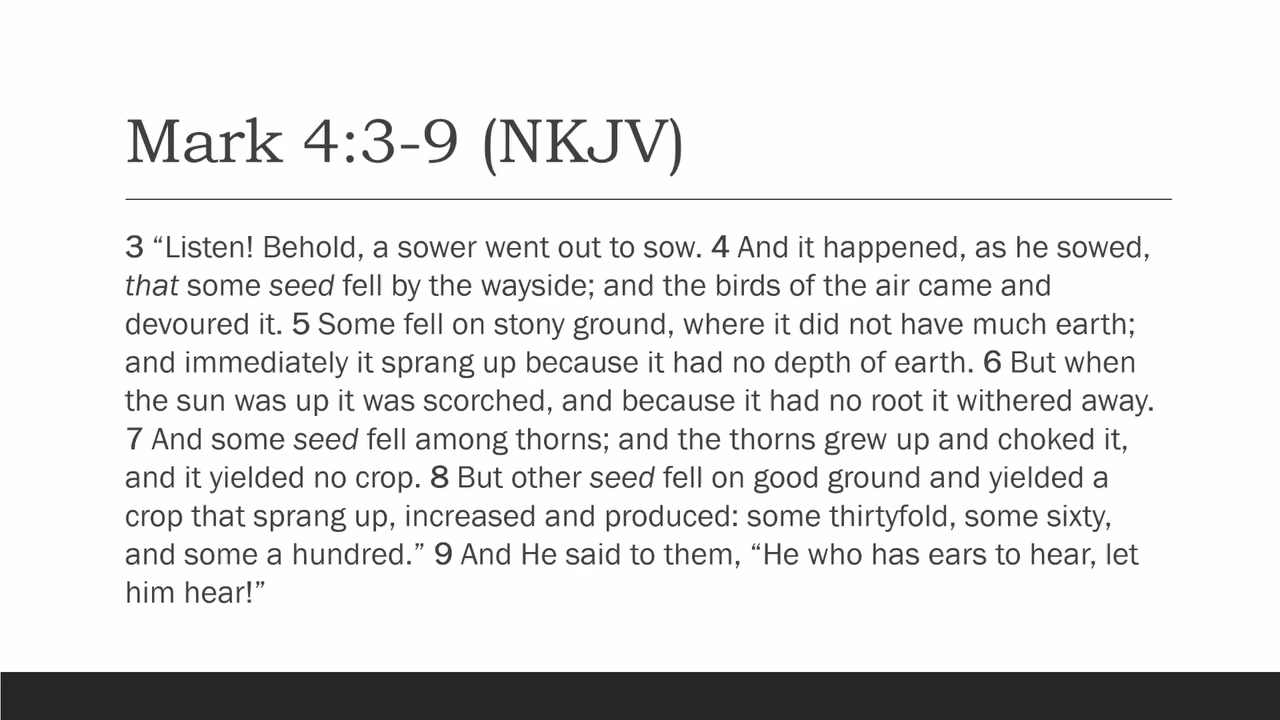 Mark 4:3-9 (NKJV)
3 “Listen! Behold, a sower went out to sow. 4 And it happened, as he sowed,
that some seed fell by the wayside; and the birds of the air came and
devoured it. 5 Some fell on stony ground, where it did not have much earth;
and immediately it sprang up because it had no depth of earth. 6 But when
the sun was up it was scorched, and because it had no root it withered away.
7 And some seed fell among thorns; and the thorns grew up and choked it,
and it yielded no crop. 8 But other seed fell on good ground and yielded a
crop that sprang up, increased and produced: some thirtyfold, some sixty,
and some a hundred.” 9 And He said to them, “He who has ears to hear, let
him hear!”